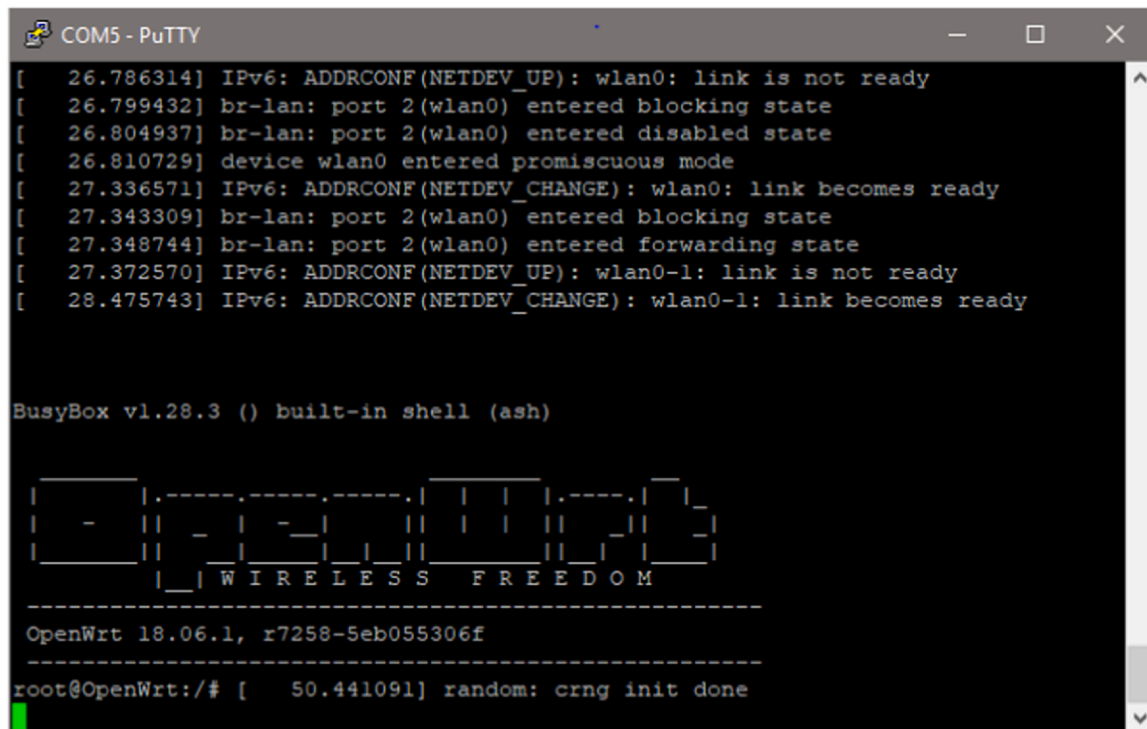 COM5 - PuTTY
[   26.786314] IPv6: ADDRCONF(NETDEV_UP): wlan0: link is not ready
[   26.799432] br-lan: port 2(wlan0) entered blocking state
[   26.804937] br-lan: port 2(wlan0) entered disabled state
[   26.810729] device wlan0 entered promiscuous mode
[   27.336571] IPv6: ADDRCONF(NETDEV_CHANGE): wlan0: link becomes ready
[   27.343309] br-lan: port 2(wlan0) entered blocking state
[   27.348744] br-lan: port 2(wlan0) entered forwarding state
[   27.372570] IPv6: ADDRCONF(NETDEV_UP): wlan0-1: link is not ready
[   28.475743] IPv6: ADDRCONF(NETDEV_CHANGE): wlan0-1: link becomes ready
BusyBox v1.28.3 () built-in shell (ash)
OpenWrt
W I R E L E S S   F R E E D O M
-----------------------------------------------------
OpenWrt 18.06.1, r7258-5eb055306f
-----------------------------------------------------
root@OpenWrt:/# [   50.441091] random: crng init done